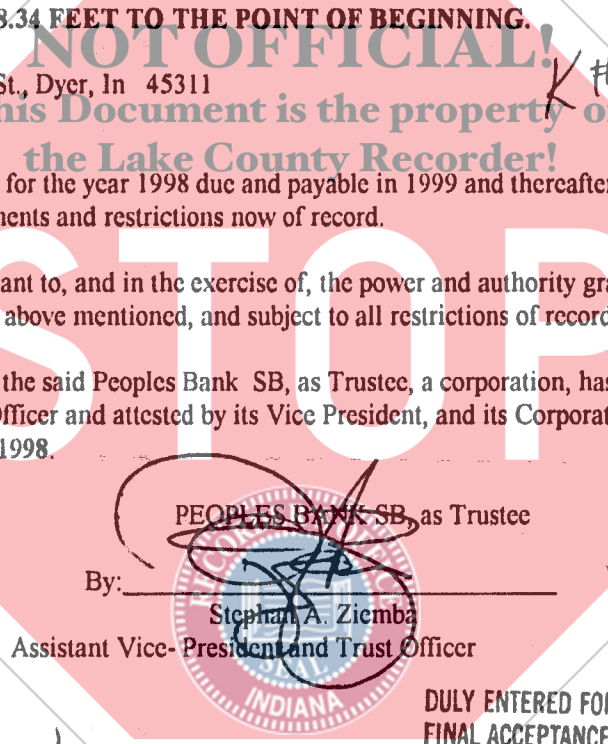 8.34 FEET TO THE POINT OF BEGINNING.
NOT OFFICIAL!
St., Dyer, In 45311
K #
his Document is the property o
the Lake County Recorder!
for the year 1998 due and payable in 1999 and thereafter
ments and restrictions now of record.
STOP
ant to, and in the exercise of, the power and authority gra
above mentioned, and subject to all restrictions of record
the said Peoples Bank SB, as Trustee, a corporation, has
Officer and attested by its Vice President, and its Corporat
1998.
PEOPLES BANK SB, as Trustee
By:
Stephan A. Ziemba
Assistant Vice- President and Trust Officer
RECORDER'S OFFICE
SEAL
INDIANA
DULY ENTERED FOR
FINAL ACCEPTANCE
)